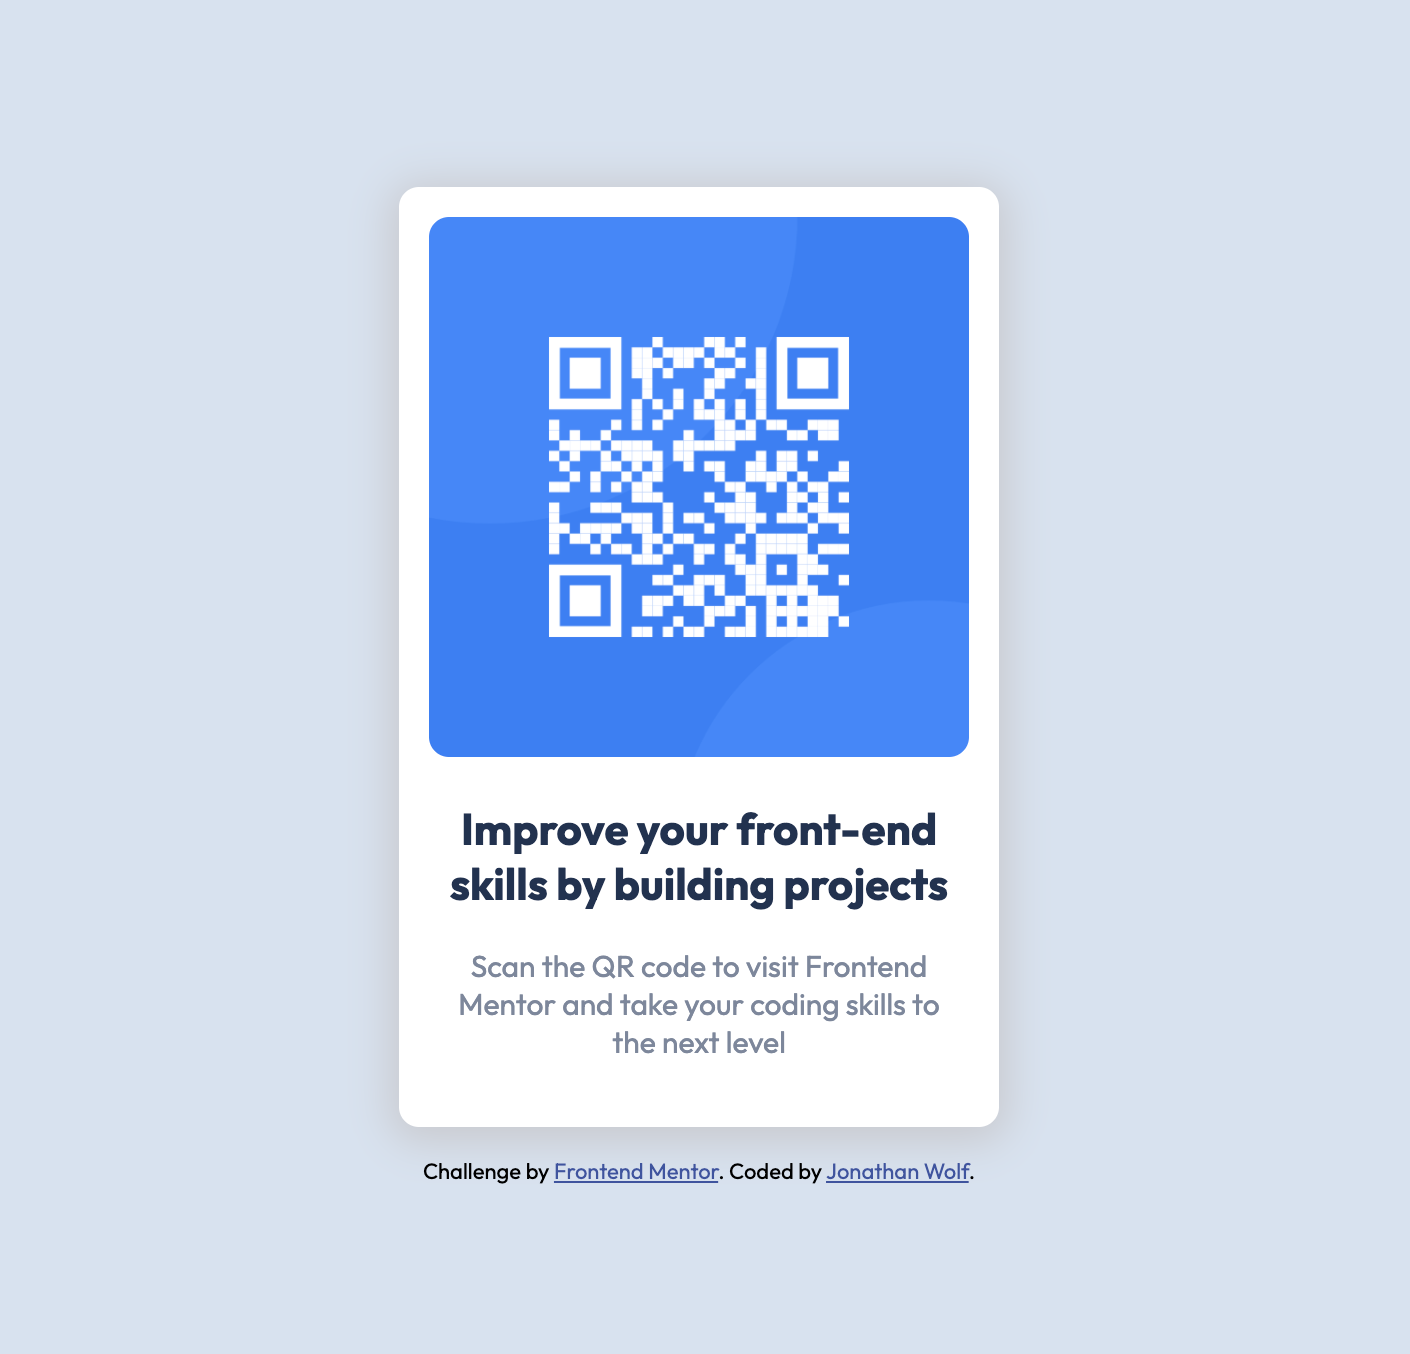 Improve your front-end
skills by building projects
Scan the QR code to visit Frontend
Mentor and take your coding skills to
the next level
Challenge by Frontend Mentor. Coded by Jonathan Wolf.